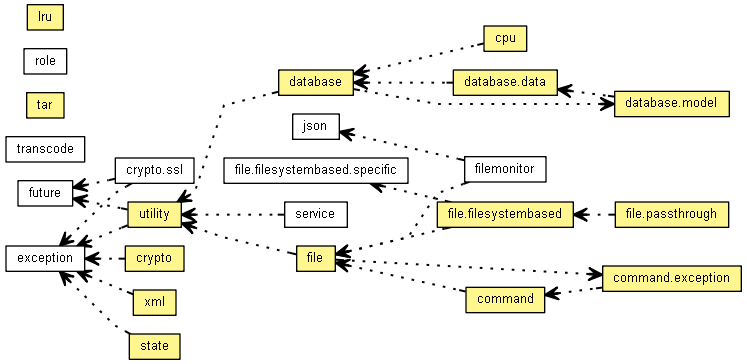 lru
role
tar
transcode
future
exception
crypto.ssl
utility
crypto
xml
state
database
json
file.filesystembased.specific
service
file
cpu
database.data
database.model
filemonitor
file.filesystembased
file.passthrough
command.exception
command